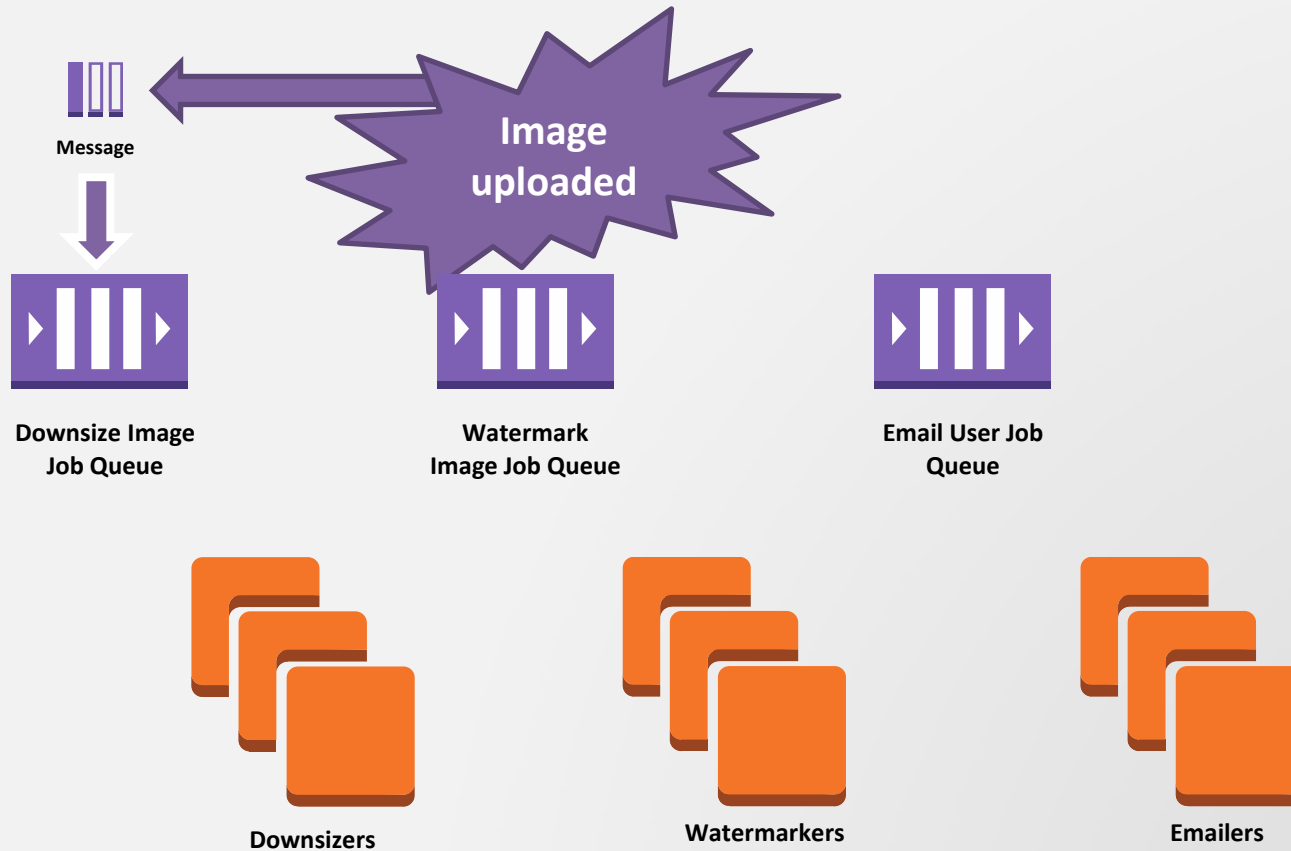 Image
uploaded
Message
Downsize Image
Job Queue
Watermark
Image Job Queue
Email User Job
Queue
Downsizers
Watermarkers
Emailers